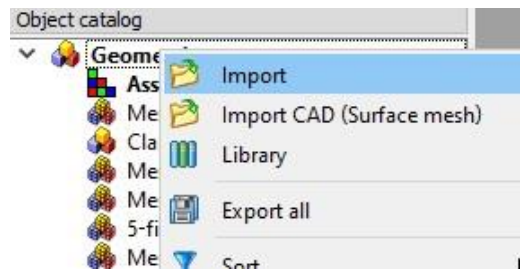 Object catalog
Geome
Ass
Import
Me
Import CAD (Surface mesh)
Cla
Library
Me
Me
Export all
5-fi
Me
Sort